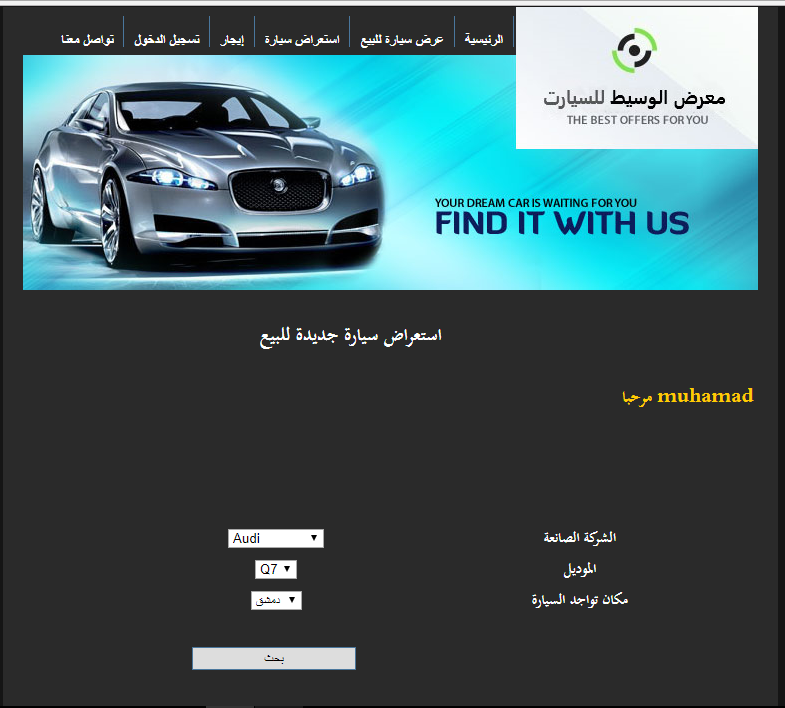 الرئيسية
عرض سيارة للبيع
استعراض سيارة
إيجار
تسجيل الدخول
تواصل معنا
معرض الوسيط للسيارت
THE BEST OFFERS FOR YOU
YOUR DREAM CAR IS WAITING FOR YOU
FIND IT WITH US
استعراض سيارة جديدة للبيع
muhamad مرحبا
الشركة الصانعة Audi
الموديل Q7
مكان تواجد السيارة دمشق
بحث